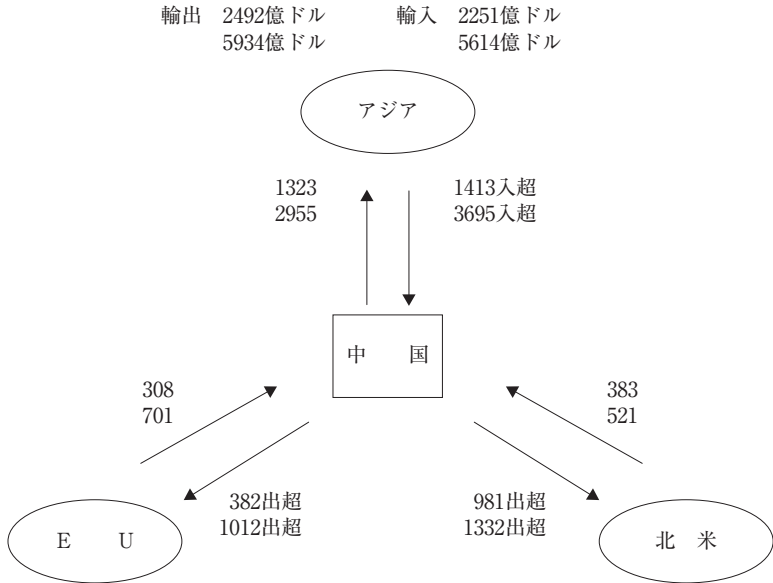 輸出 2492億ドル 輸入 2251億ドル
5934億ドル 5614億ドル
アジア
1323 1413入超
2955 3695入超
中 国
308 383
701 521
382出超 981出超
1012出超 1332出超
E U 北 米